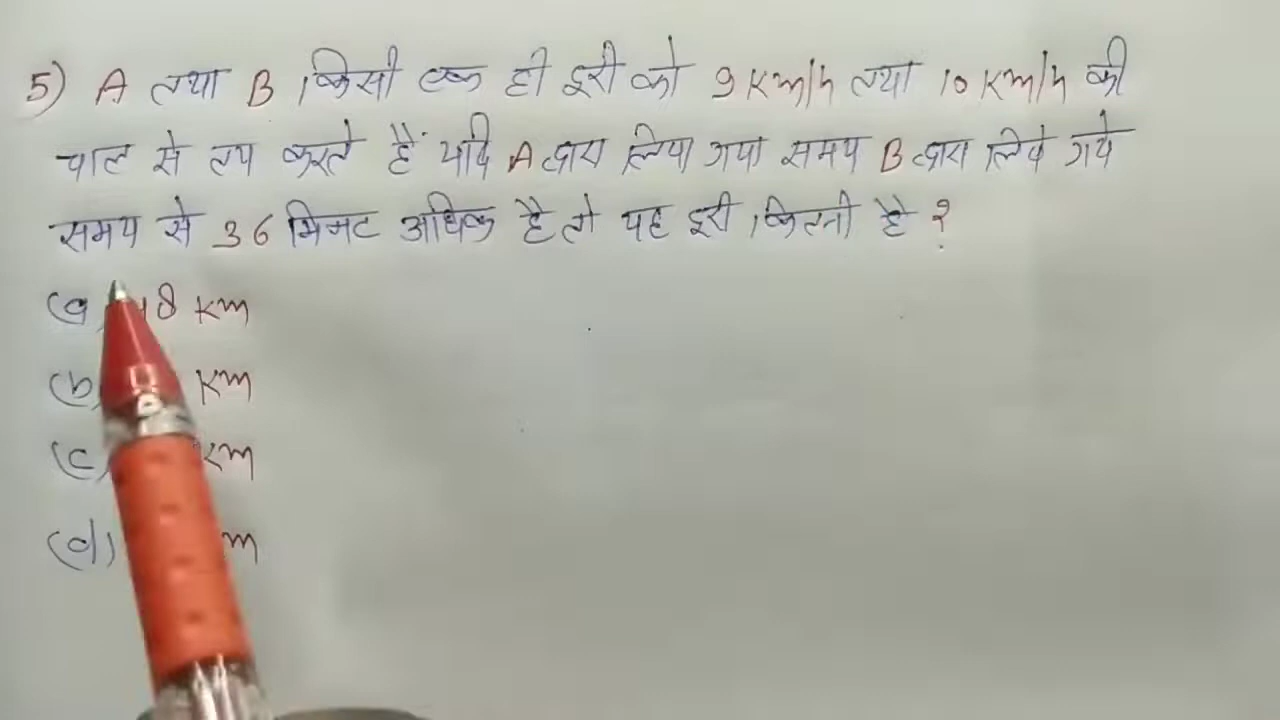 5) A तथा B किसी एक ही दूरी को 9 km/h तथा 10 km/h की
चाल से तय करते हैं यदि A द्वारा लिया गया समय B द्वारा लिये गये
समय से 36 मिनट अधिक है तो यह दूरी कितनी है ?
(a) 48 km
(b) km
(c) km
(d) m